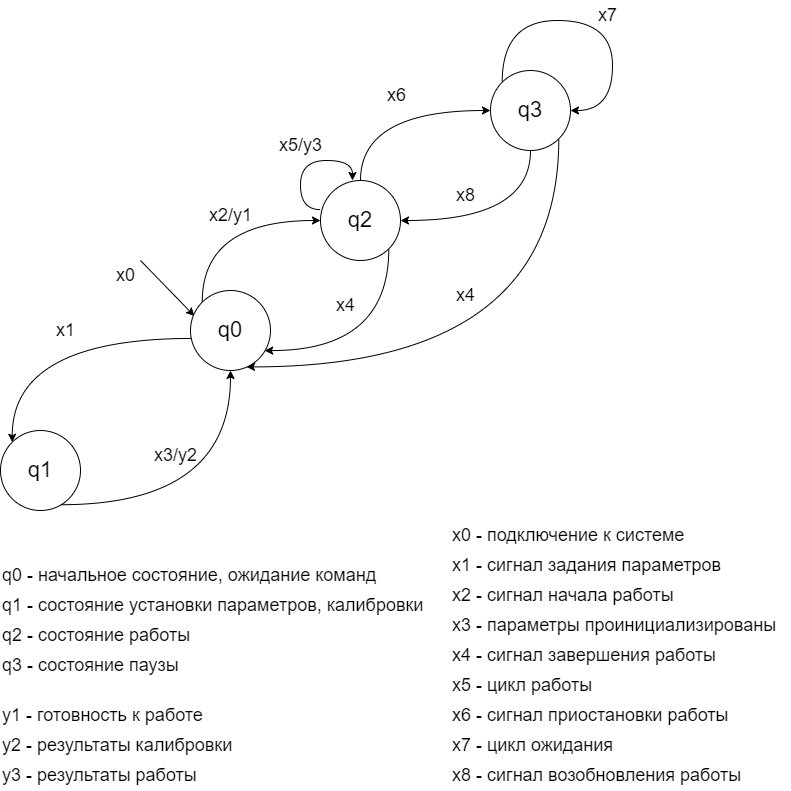 x7
q3
x6
x5/y3
x8
q2
x2/y1
x0
x4
x4
x1
q0
x3/y2
q1
q0 - начальное состояние, ожидание команд
q1 - состояние установки параметров, калибровки
q2 - состояние работы
q3 - состояние паузы
y1 - готовность к работе
y2 - результаты калибровки
y3 - результаты работы
x0 - подключение к системе
x1 - сигнал задания параметров
x2 - сигнал начала работы
x3 - параметры проинициализированы
x4 - сигнал завершения работы
x5 - цикл работы
x6 - сигнал приостановки работы
x7 - цикл ожидания
x8 - сигнал возобновления работы